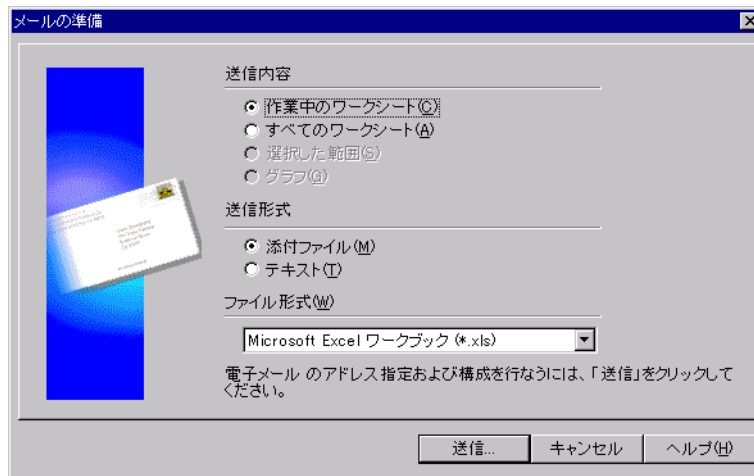 メールの準備
送信内容
作業中のワークシート(C)
すべてのワークシート(A)
選択した範囲(S)
グラフ(G)
送信形式
添付ファイル(M)
テキスト(T)
ファイル形式(W)
Microsoft Excel ワークブック (*.xls)
電子メール のアドレス指定および構成を行なうには、「送信」をクリックして
ください。
送信...
キャンセル
ヘルプ(H)